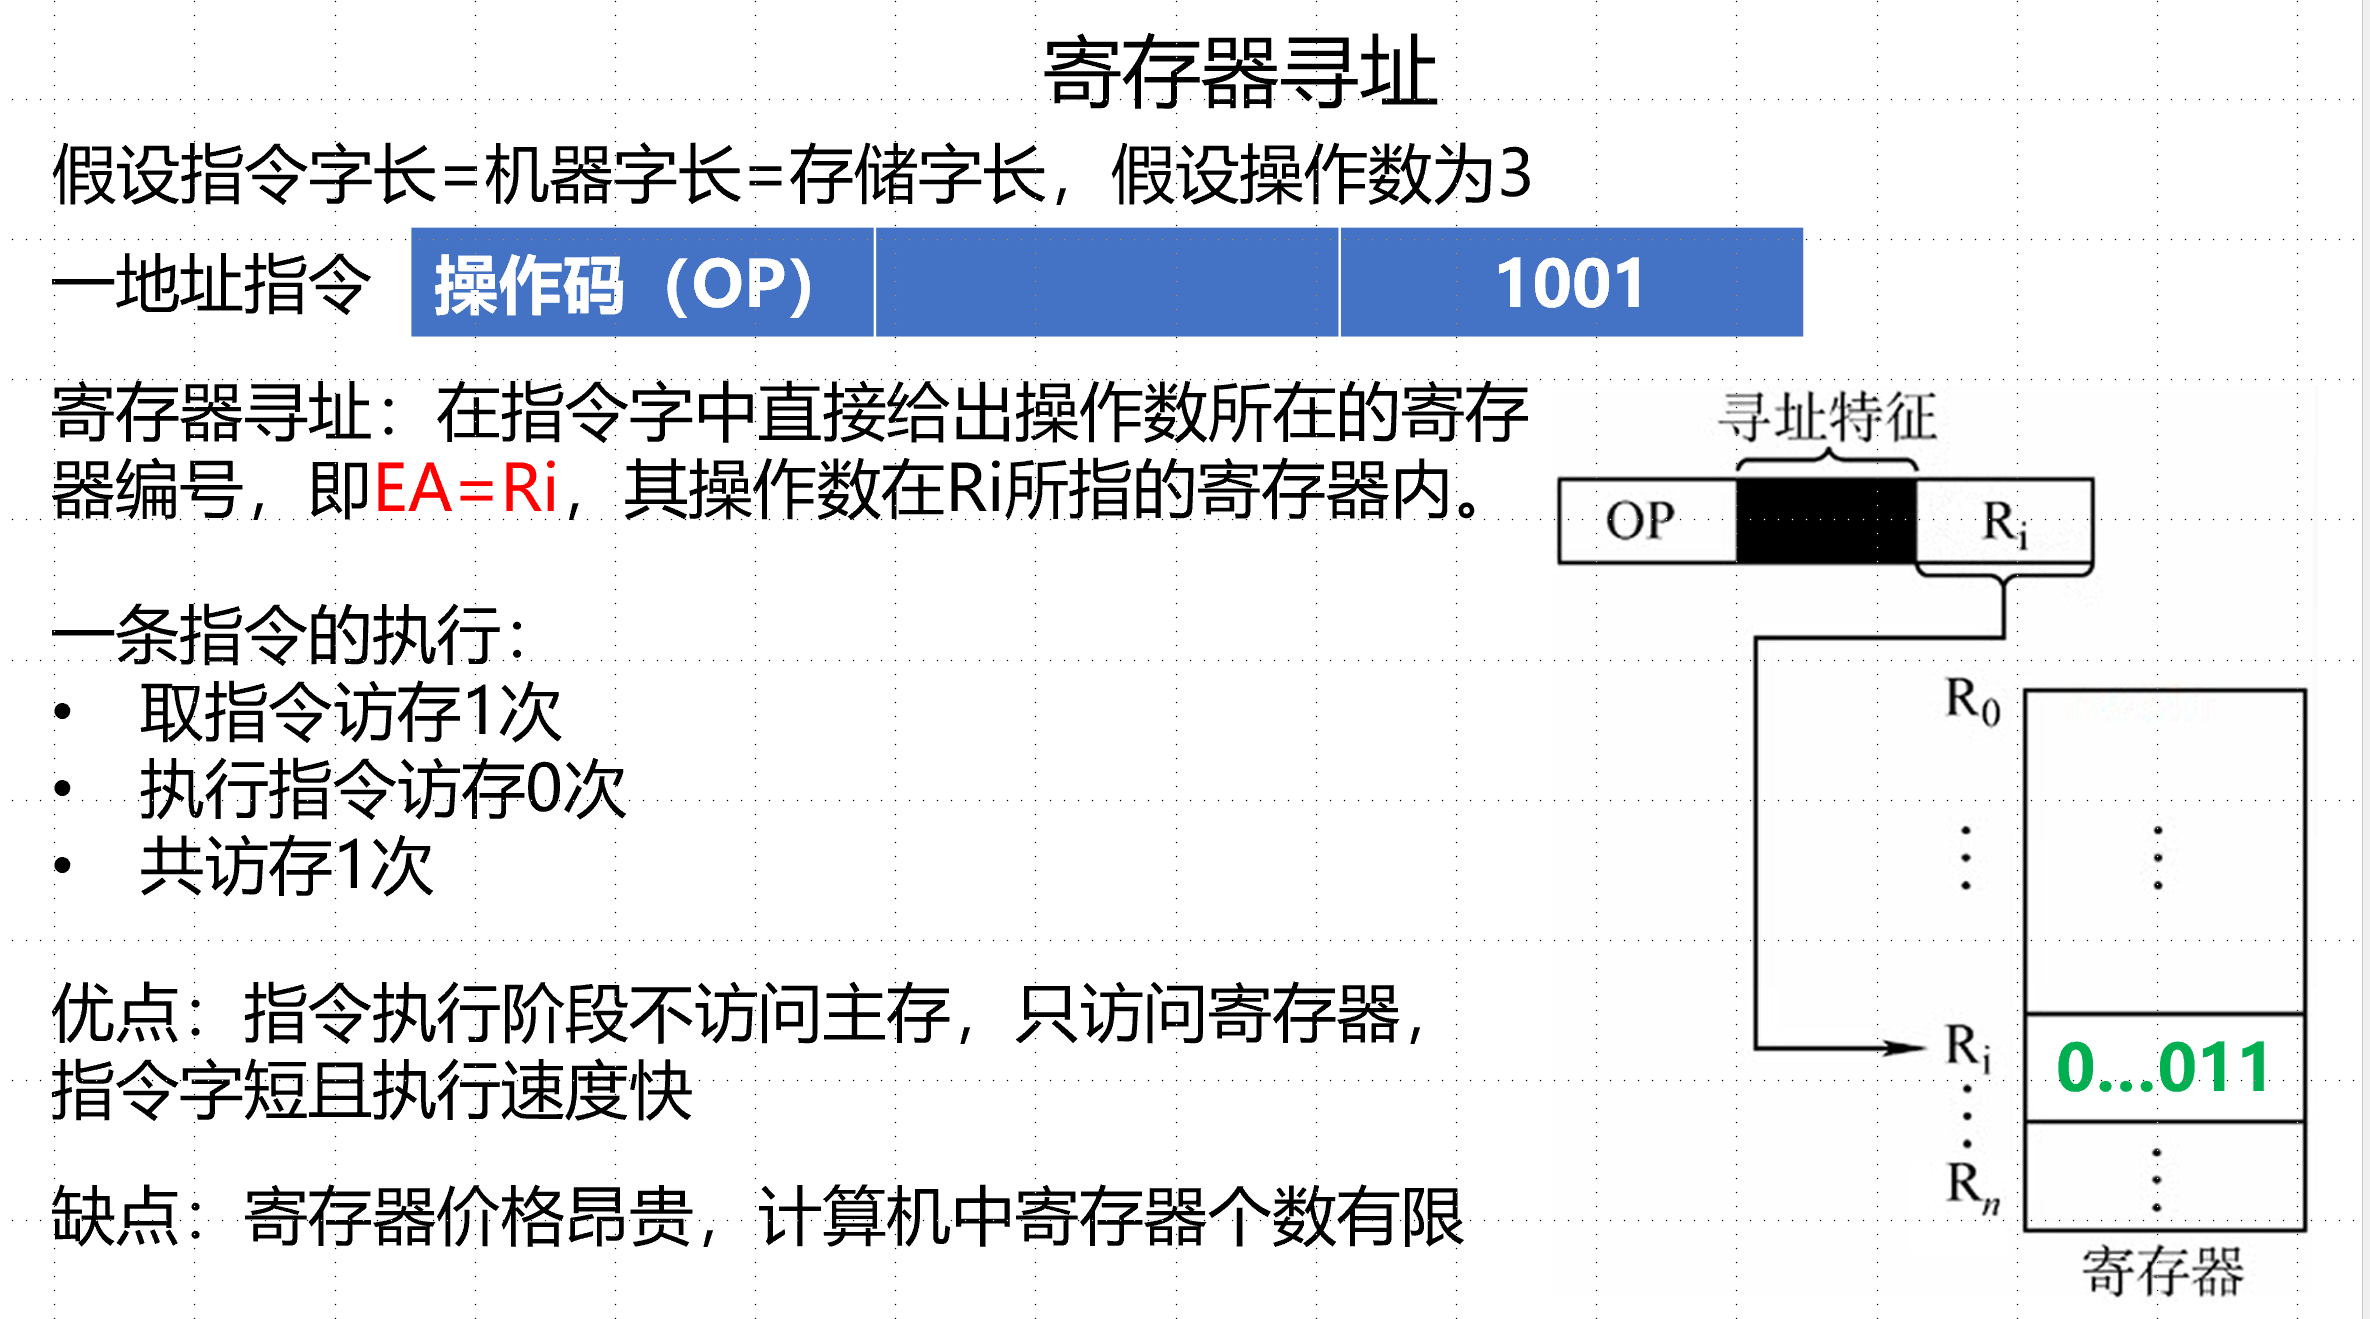 寄存器寻址
假设指令字长=机器字长=存储字长，假设操作数为3
一地址指令 操作码（OP） 1001
寄存器寻址：在指令字中直接给出操作数所在的寄存
器编号，即EA=Ri，其操作数在Ri所指的寄存器内。
一条指令的执行：
• 取指令访存1次
• 执行指令访存0次
• 共访存1次
优点：指令执行阶段不访问主存，只访问寄存器，
指令字短且执行速度快
缺点：寄存器价格昂贵，计算机中寄存器个数有限
寻址特征
OP Ri
R0
Ri 0...011
Rn
寄存器